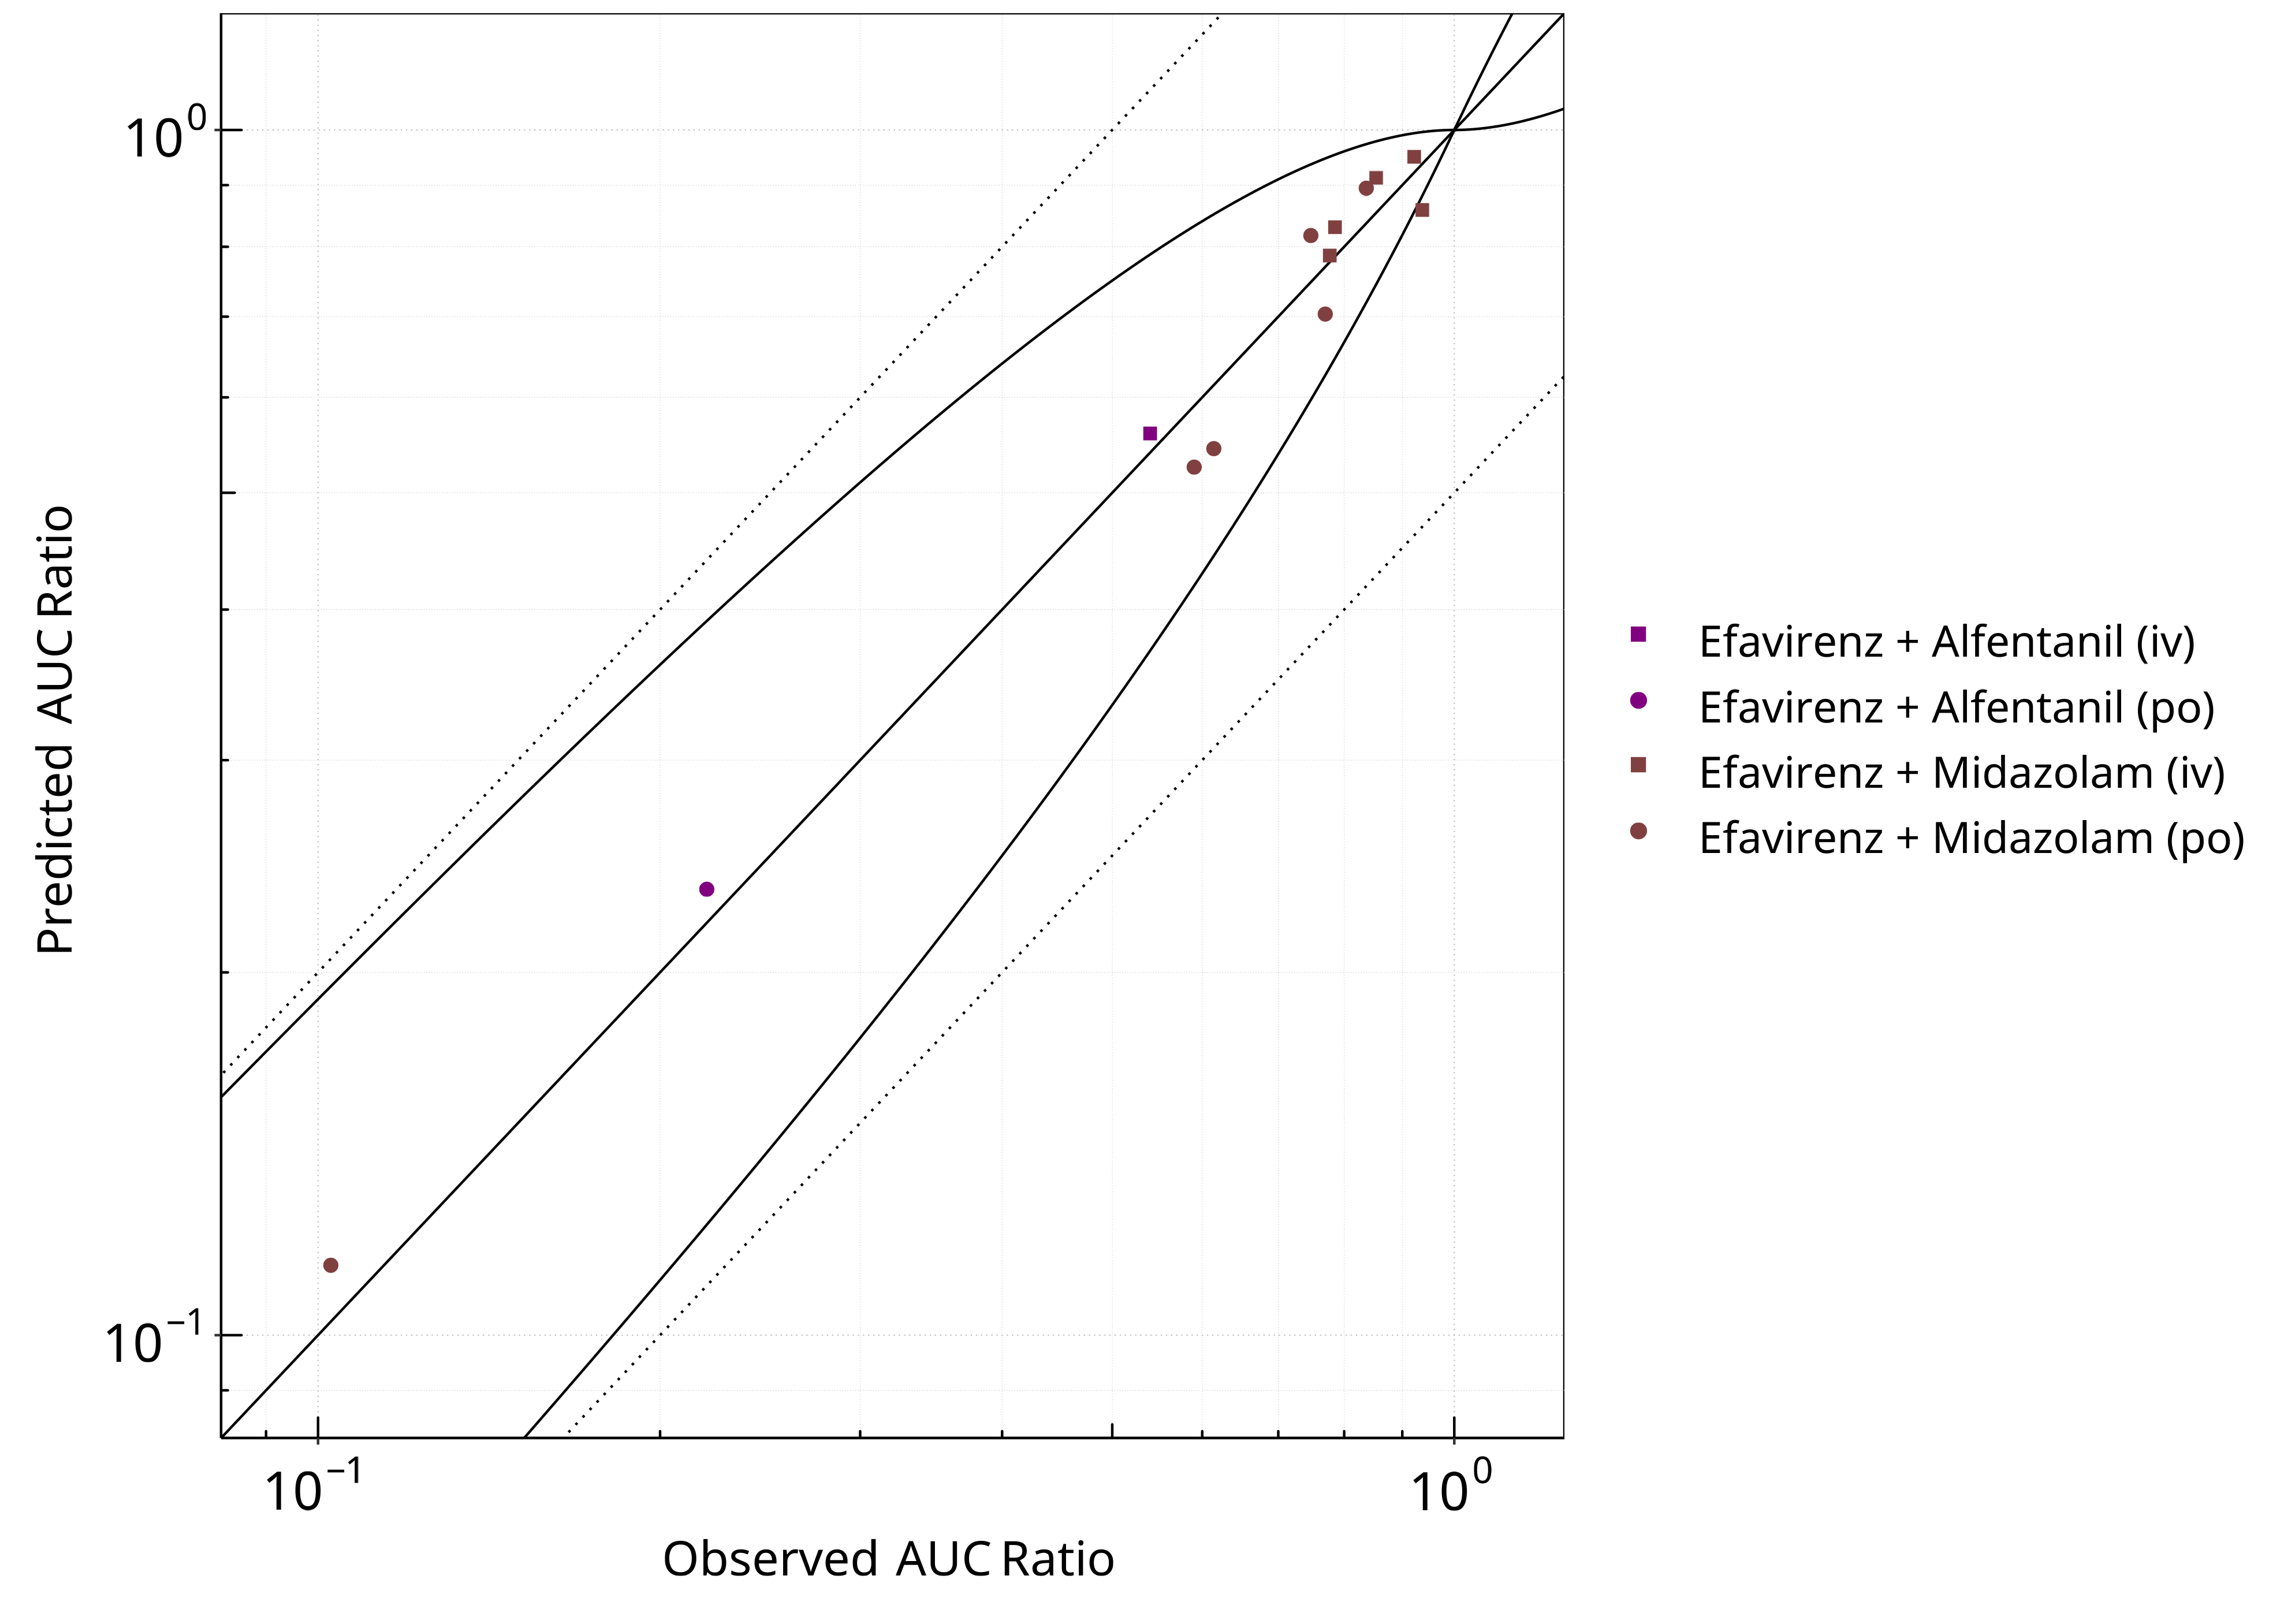 Predicted AUC Ratio
10⁰
10⁻¹
10⁻¹
10⁰
Observed AUC Ratio
Efavirenz + Alfentanil (iv)
Efavirenz + Alfentanil (po)
Efavirenz + Midazolam (iv)
Efavirenz + Midazolam (po)